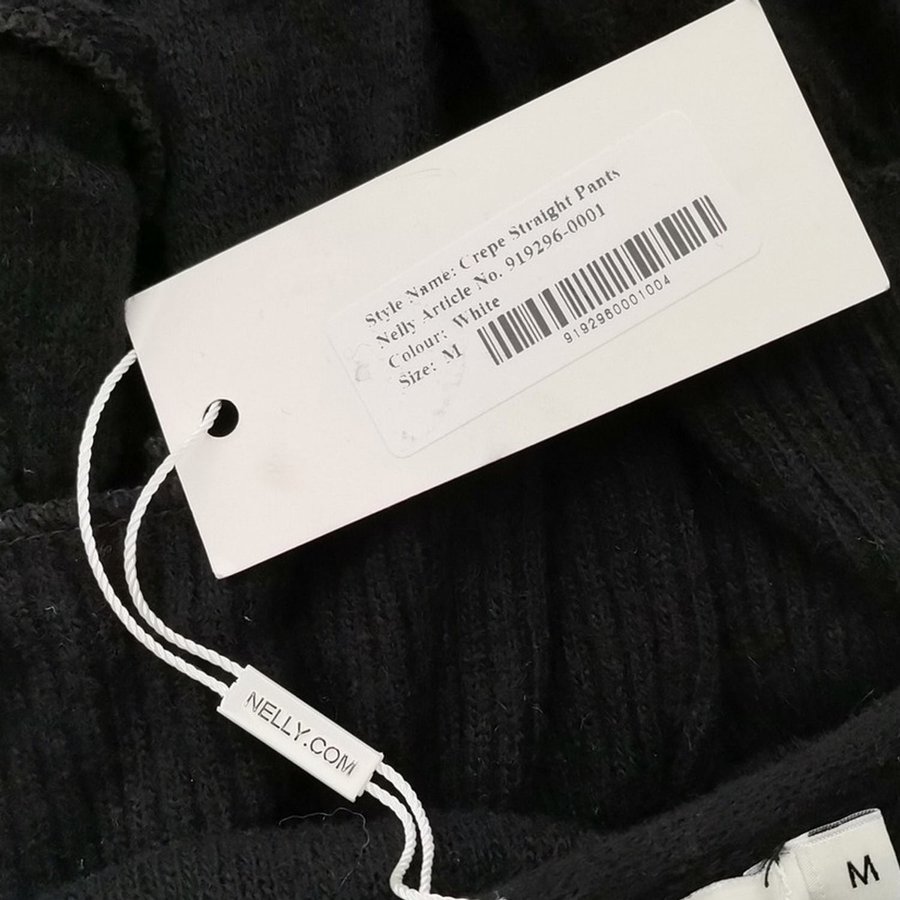 Style Name: Crepe Straight Pants
Nelly Article No. 919296-0001
Colour: White
Size: M
9192960001004
NELLY.COM
M